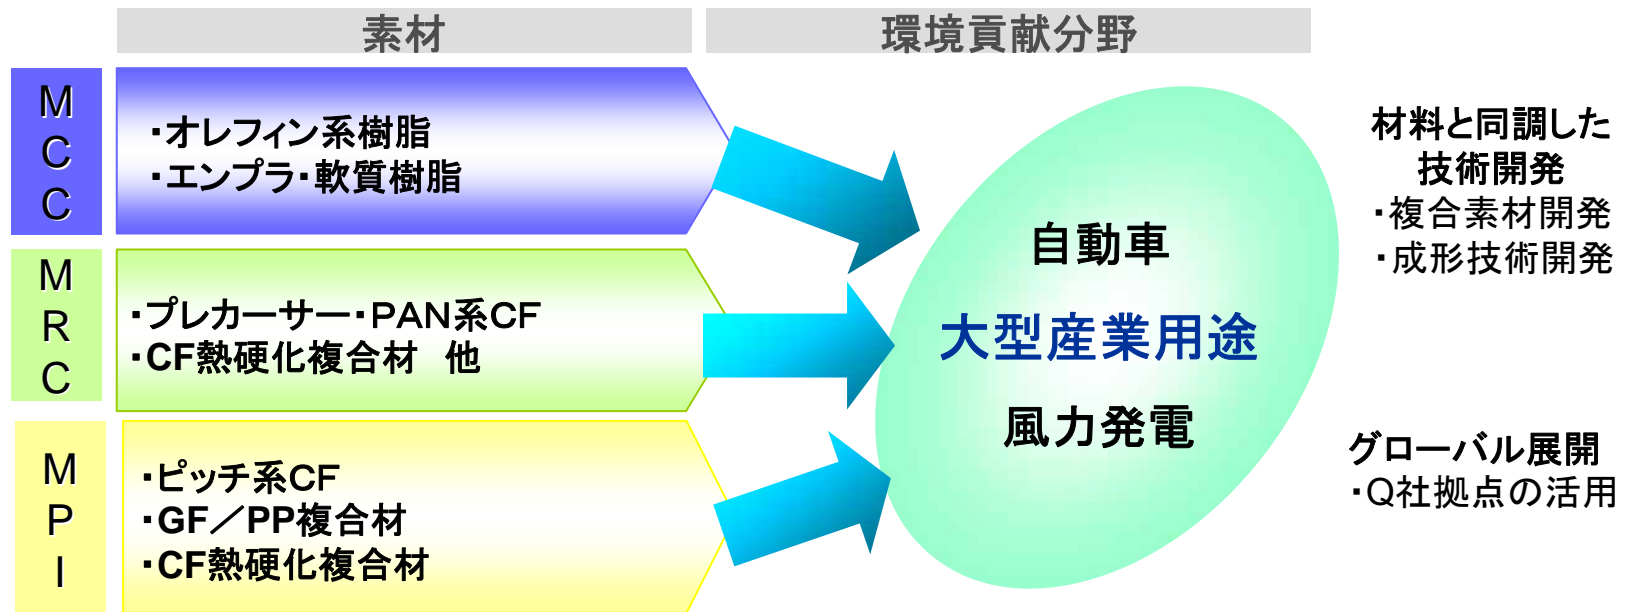 素材
環境貢献分野
MCC
・オレフィン系樹脂
・エンプラ・軟質樹脂
MRC
・プレカーサー・PAN系CF
・CF熱硬化複合材　他
MPI
・ピッチ系CF
・GF／PP複合材
・CF熱硬化複合材
自動車
大型産業用途
風力発電
材料と同調した
技術開発
・複合素材開発
・成形技術開発
グローバル展開
・Q社拠点の活用